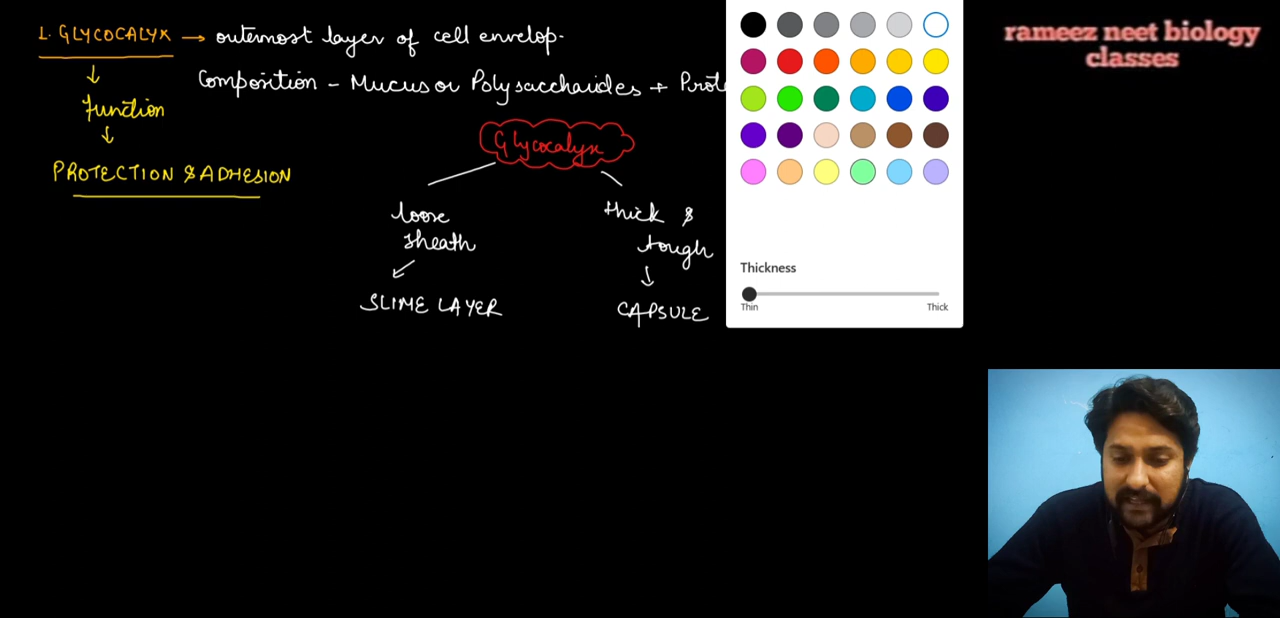 1. GLYCOCALYX → outermost layer of cell envelop.
↓
function
↓
PROTECTION & ADHESION
Composition - Mucus or Polysaccharides + Prote
Glycocalyx
loose
sheath
↙
SLIME LAYER
thick &
tough
↓
CAPSULE
Thickness
Thin
Thick
rameez neet biology
classes